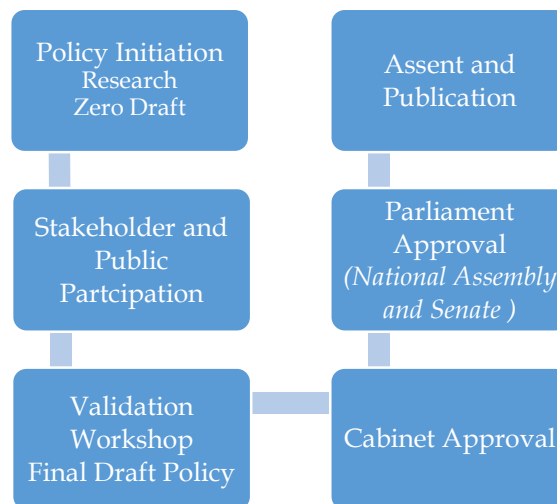 Policy Initiation
Research
Zero Draft
Stakeholder and
Public
Partcipation
Validation
Workshop
Final Draft Policy
Cabinet Approval
Parliament
Approval
(National Assembly
and Senate )
Assent and
Publication